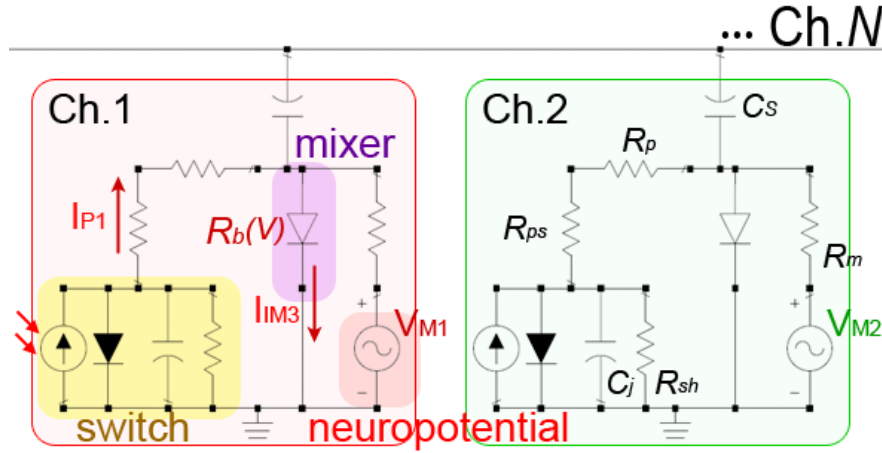 ... Ch.N
Ch.1
mixer
Rb(V)
IP1
IIM3
VM1
switch
neuropotential
+
−
Ch.2
CS
Rp
Rps
Rm
Cj
Rsh
VM2
+
−